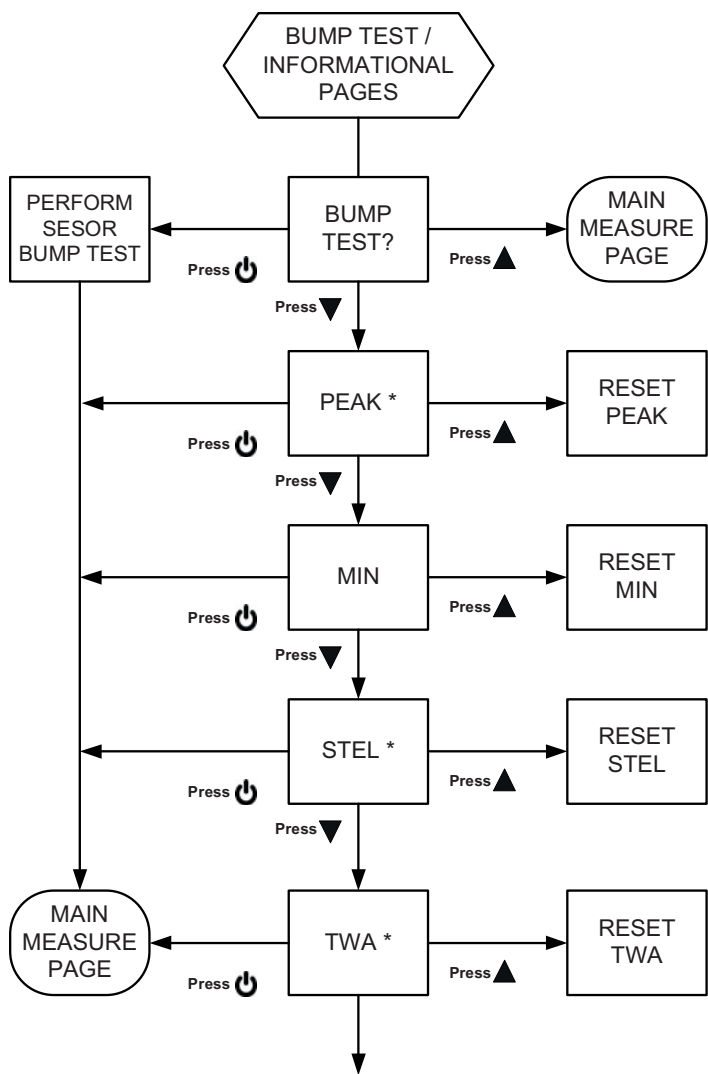 BUMP TEST /
INFORMATIONAL
PAGES
PERFORM
SESOR
BUMP TEST
BUMP
TEST?
MAIN
MEASURE
PAGE
Press
Press
Press
PEAK *
RESET
PEAK
Press
Press
Press
MIN
RESET
MIN
Press
Press
Press
STEL *
RESET
STEL
Press
Press
Press
MAIN
MEASURE
PAGE
TWA *
RESET
TWA
Press
Press